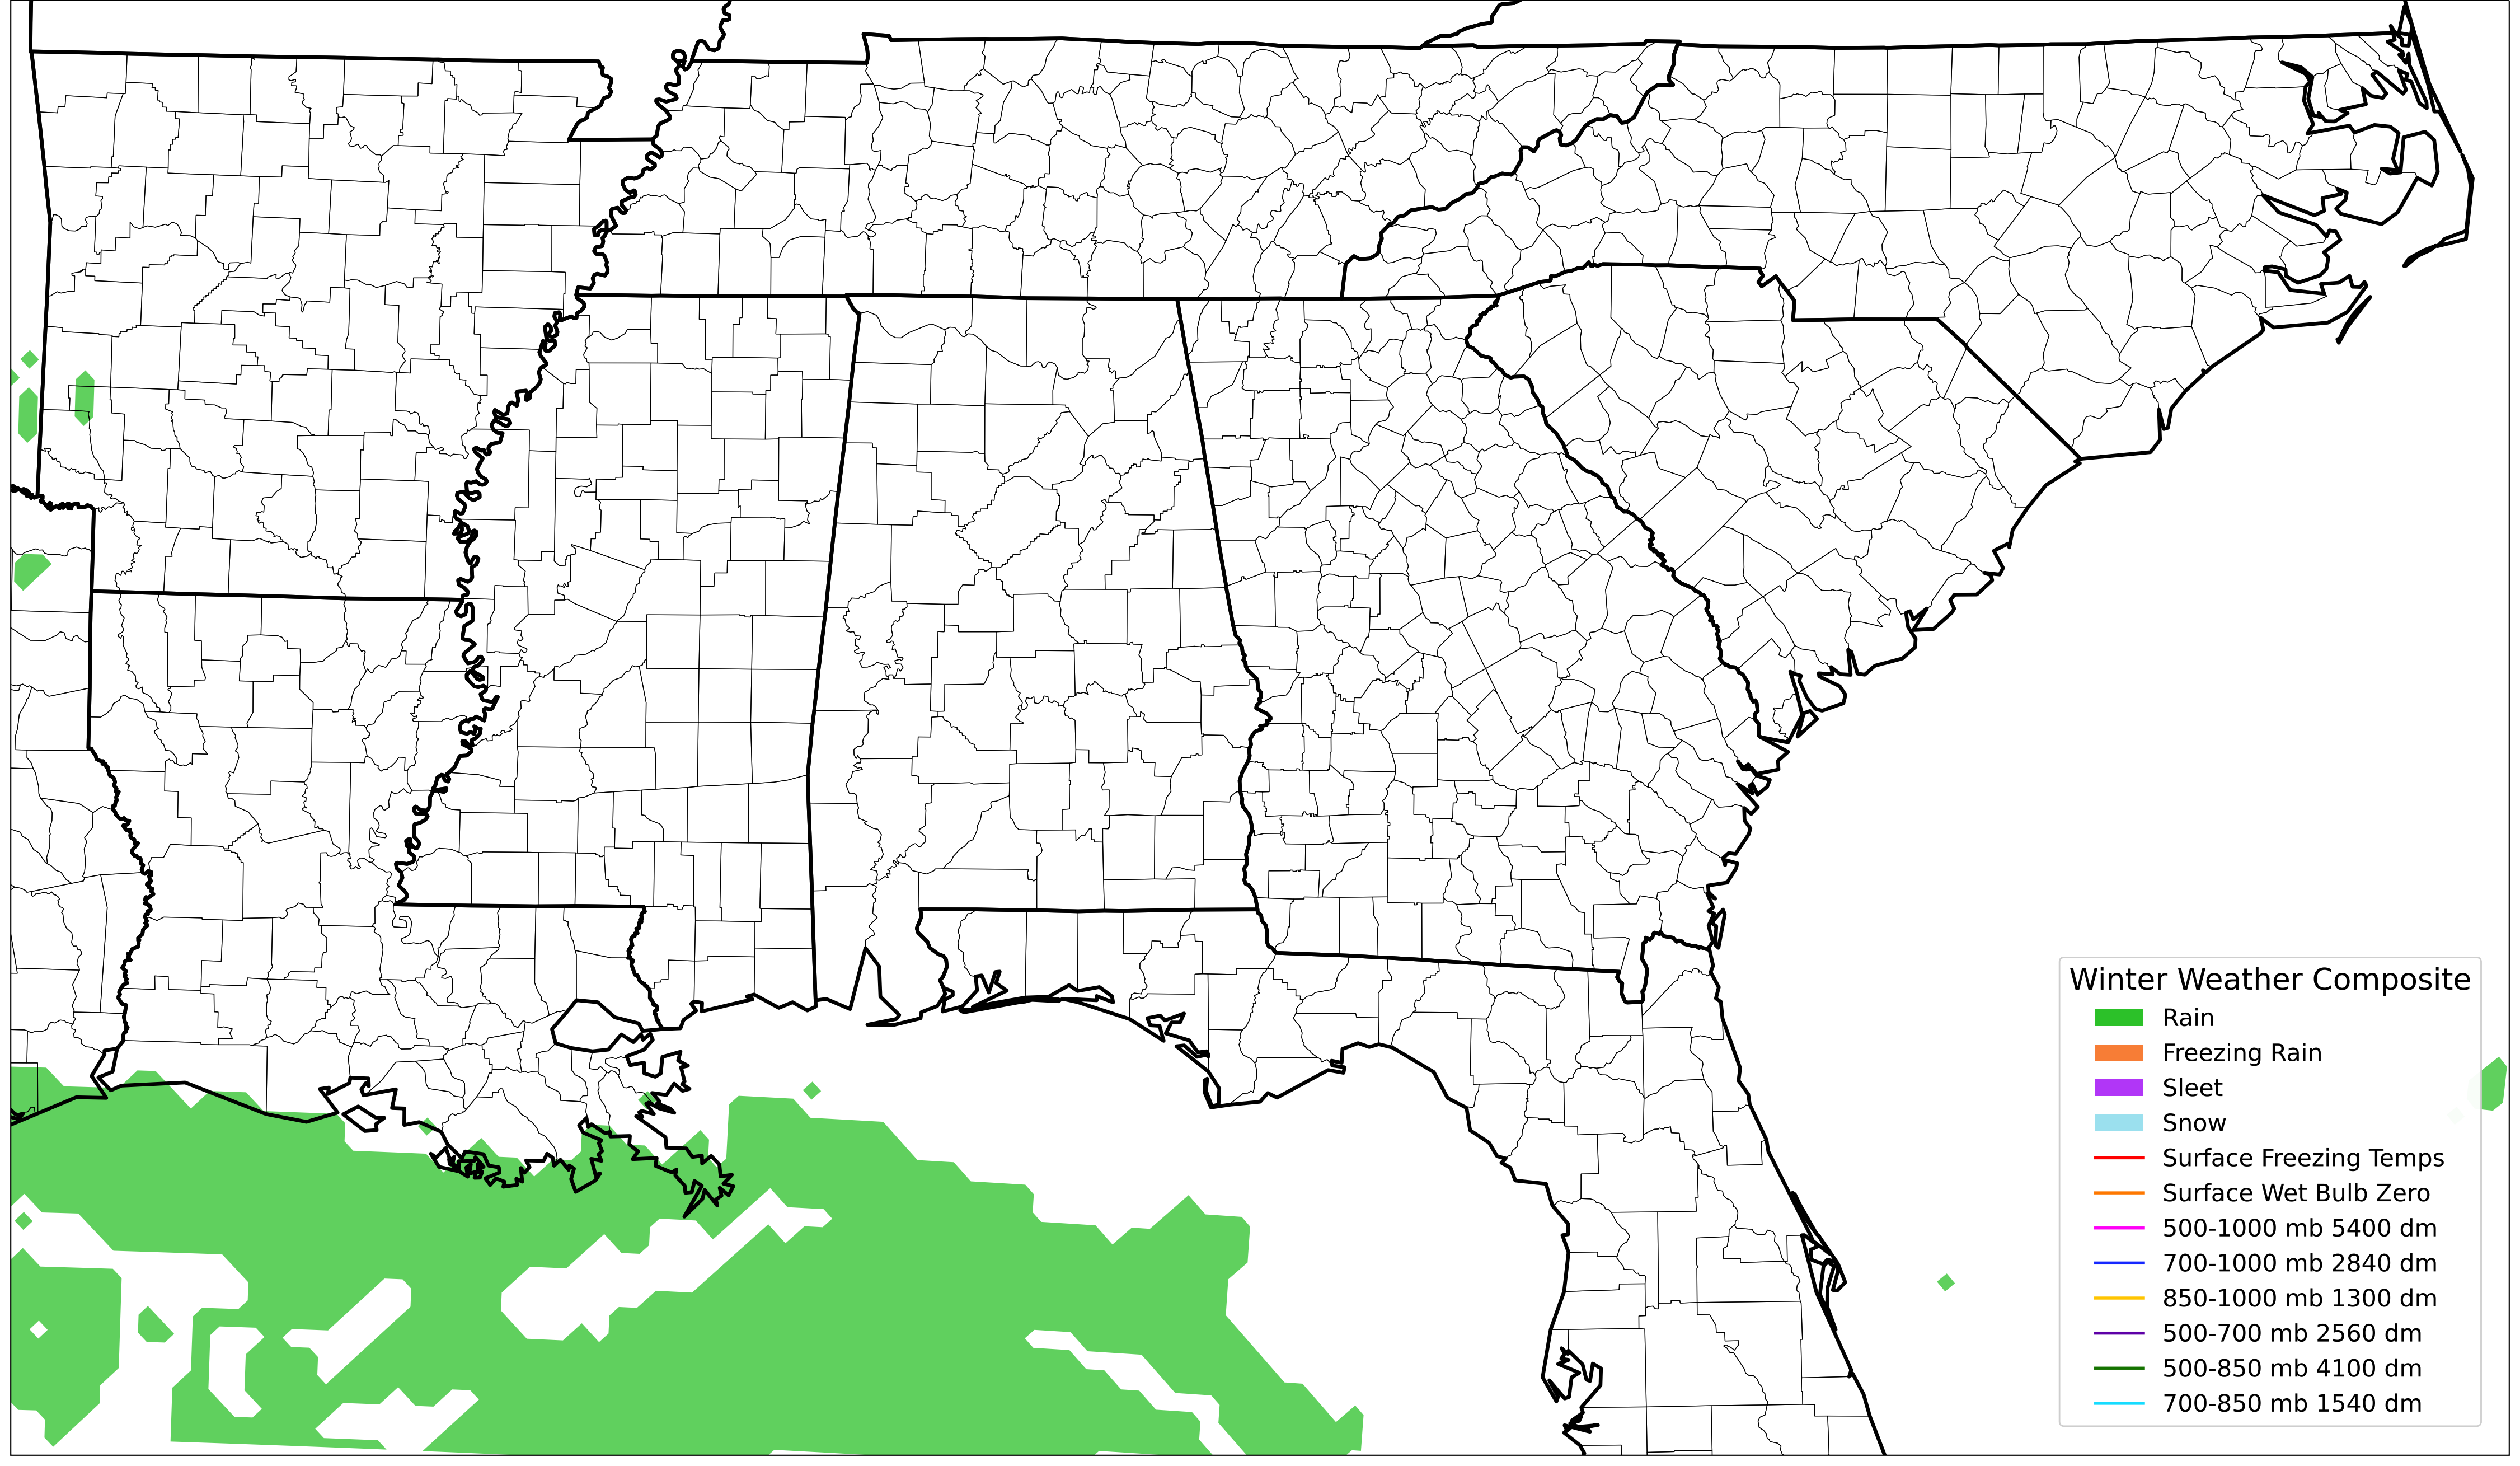 Winter Weather Composite
Rain
Freezing Rain
Sleet
Snow
Surface Freezing Temps
Surface Wet Bulb Zero
500-1000 mb 5400 dm
700-1000 mb 2840 dm
850-1000 mb 1300 dm
500-700 mb 2560 dm
500-850 mb 4100 dm
700-850 mb 1540 dm